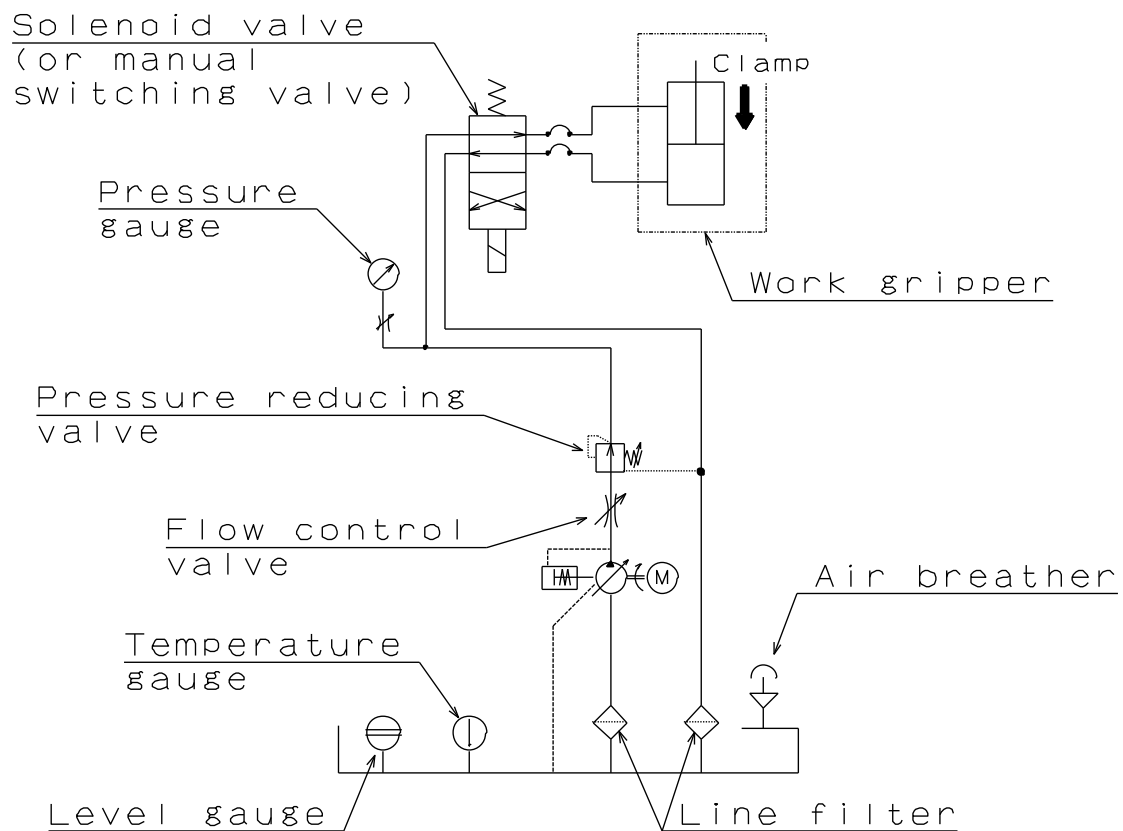 Solenoid valve
(or manual
switching valve)
Clamp
Pressure
gauge
Work gripper
Pressure reducing
valve
Flow control
valve
M
Air breather
Temperature
gauge
Level gauge
Line filter